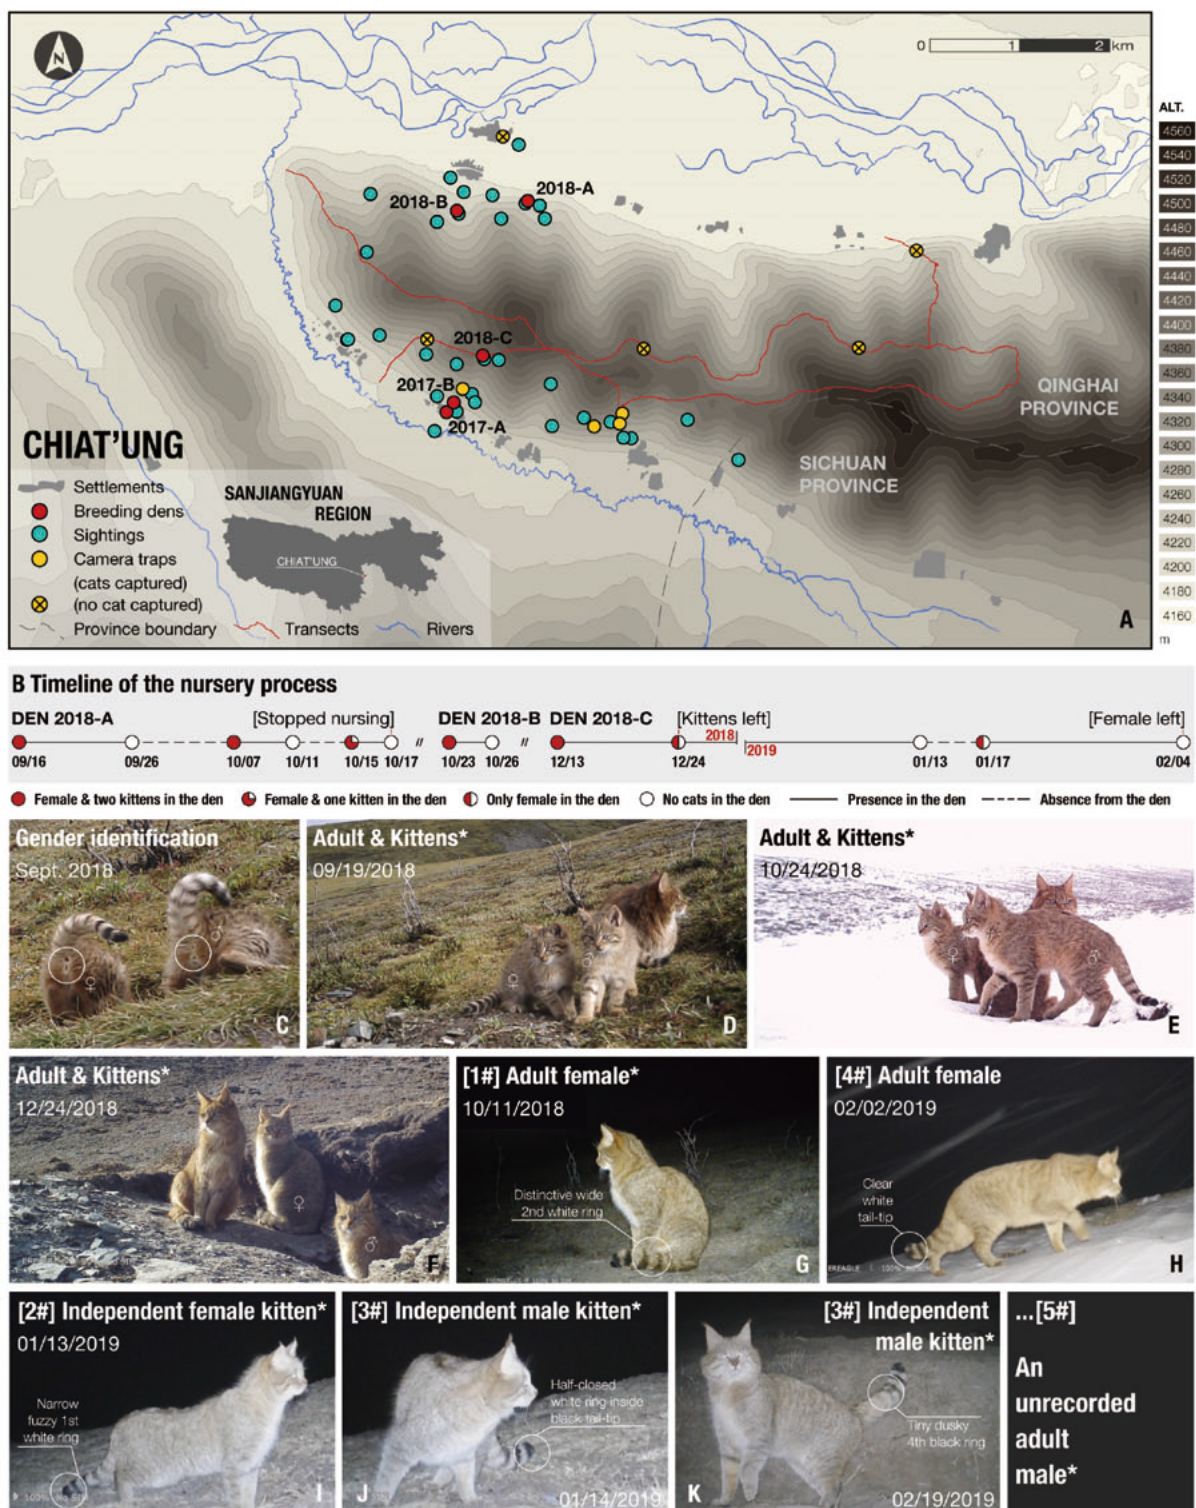 0 1 2 km
ALT.
4560
4540
4520
4500
4480
4460
4440
4420
4400
4380
4360
4340
4320
4300
4280
4260
4240
4220
4200
4180
4160
m
N
2018-A
2018-B
2018-C
2017-B
2017-A
QINGHAI
PROVINCE
SICHUAN
PROVINCE
CHIAT'UNG
Settlements
Breeding dens
Sightings
Camera traps
(cats captured)
(no cat captured)
Province boundary
Transects
Rivers
SANJIANGYUAN
REGION
CHIAT'UNG
A
B Timeline of the nursery process
DEN 2018-A [Stopped nursing] DEN 2018-B DEN 2018-C [Kittens left] [Female left]
2018
2019
09/16 09/26 10/07 10/11 10/15 10/17 // 10/23 10/26 // 12/13 12/24 01/13 01/17 02/04
Female & two kittens in the den Female & one kitten in the den Only female in the den No cats in the den Presence in the den Absence from the den
Gender identification
Sept. 2018
♀
♂
C
Adult & Kittens*
09/19/2018
♀
♂
D
Adult & Kittens*
10/24/2018
♀
♂
E
Adult & Kittens*
12/24/2018
♀
♂
F
[1#] Adult female*
10/11/2018
Distinctive wide
2nd white ring
G
[4#] Adult female
02/02/2019
Clear
white
tail-tip
EREAGLE
100%
H
[2#] Independent female kitten*
01/13/2019
Narrow
fuzzy 1st
white ring
100%
I
[3#] Independent male kitten*
Half-closed
white ring inside
black tail-tip
J
01/14/2019
[3#] Independent
male kitten*
Tiny dusky
4th black ring
K
02/19/2019
...[5#]
An
unrecorded
adult
male*